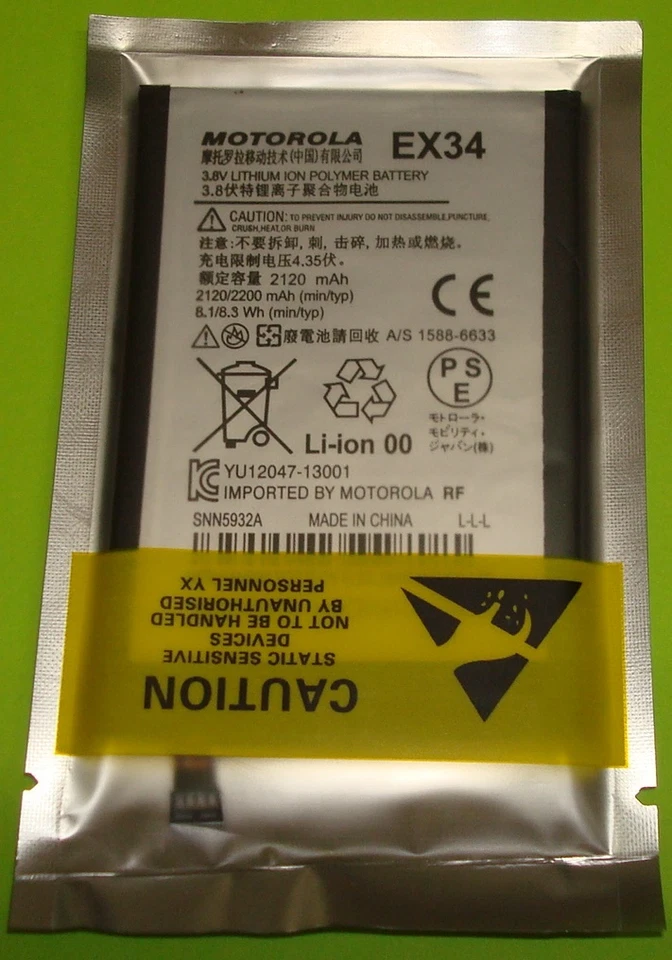 MOTOROLA EX34
摩托罗拉移动技术(中国)有限公司
3.8V LITHIUM ION POLYMER BATTERY
3.8伏特锂离子聚合物电池
CAUTION: TO PREVENT INJURY DO NOT DISASSEMBLE,PUNCTURE,
CRUSH,HEAT,OR BURN
注意:不要拆卸,刺,击碎,加热或燃烧。
充电限制电压4.35伏。
额定容量 2120 mAh
2120/2200 mAh (min/typ)
8.1/8.3 Wh (min/typ)
CE
廢電池請回收 A/S 1588-6633
PS
E
モトローラ・
モビリティ・
ジャパン(株)
Li-ion 00
YU12047-13001
IMPORTED BY MOTOROLA RF
SNN5932A MADE IN CHINA L-L-L
CAUTION
STATIC SENSITIVE
DEVICES
NOT TO BE HANDLED
BY UNAUTHORISED
PERSONNEL YX